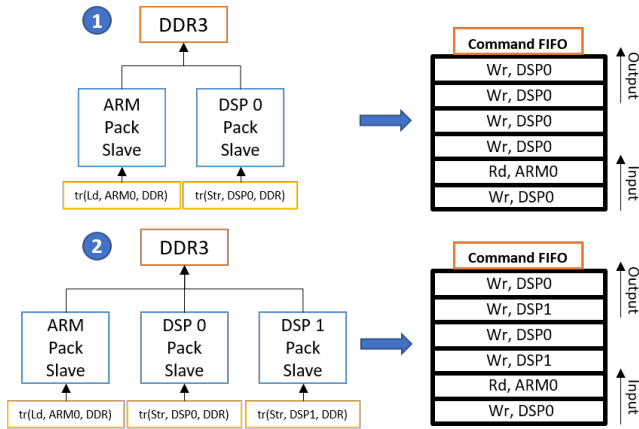 1
DDR3
ARM
Pack
Slave
DSP 0
Pack
Slave
tr(Ld, ARM0, DDR)
tr(Str, DSP0, DDR)
Command FIFO
Wr, DSP0
Wr, DSP0
Wr, DSP0
Wr, DSP0
Rd, ARM0
Wr, DSP0
Output
Input
2
DDR3
ARM
Pack
Slave
DSP 0
Pack
Slave
DSP 1
Pack
Slave
tr(Ld, ARM0, DDR)
tr(Str, DSP0, DDR)
tr(Str, DSP1, DDR)
Command FIFO
Wr, DSP0
Wr, DSP1
Wr, DSP0
Wr, DSP1
Rd, ARM0
Wr, DSP0
Output
Input